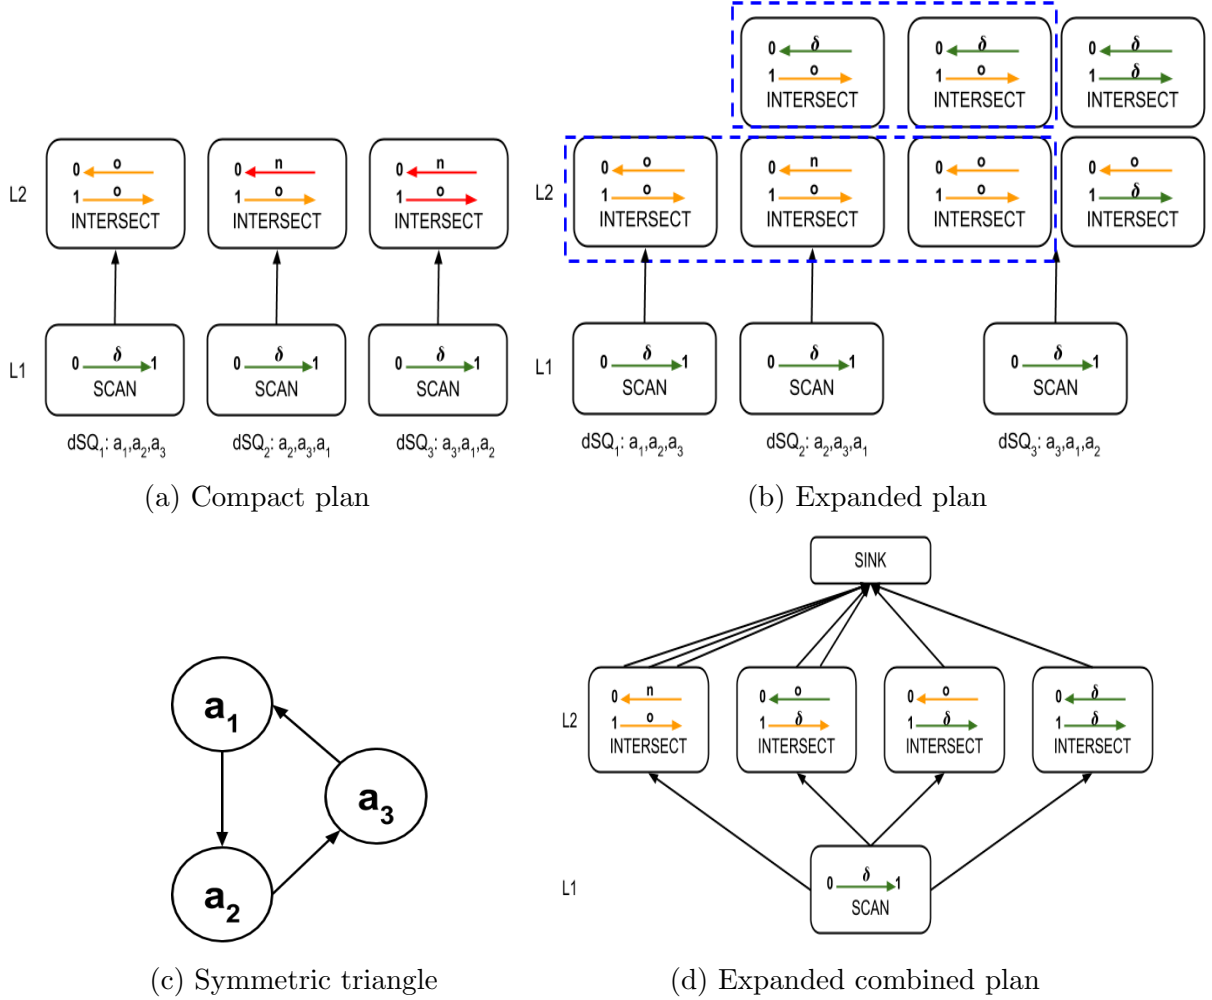 0 δ
1 o
INTERSECT
0 δ
1 o
INTERSECT
0 δ
1 δ
INTERSECT
L2
0 o
1 o
INTERSECT
0 n
1 o
INTERSECT
0 n
1 o
INTERSECT
L2
0 o
1 o
INTERSECT
0 n
1 o
INTERSECT
0 o
1 o
INTERSECT
0 o
1 δ
INTERSECT
L1
0 δ 1
SCAN
0 δ 1
SCAN
0 δ 1
SCAN
L1
0 δ 1
SCAN
0 δ 1
SCAN
0 δ 1
SCAN
dSQ₁: a₁,a₂,a₃
dSQ₂: a₂,a₃,a₁
dSQ₃: a₃,a₁,a₂
dSQ₁: a₁,a₂,a₃
dSQ₂: a₂,a₃,a₁
dSQ₃: a₃,a₁,a₂
(a) Compact plan
(b) Expanded plan
a₁
a₃
a₂
(c) Symmetric triangle
SINK
L2
0 n
1 o
INTERSECT
0 o
1 δ
INTERSECT
0 o
1 δ
INTERSECT
0 δ
1 δ
INTERSECT
L1
0 δ 1
SCAN
(d) Expanded combined plan